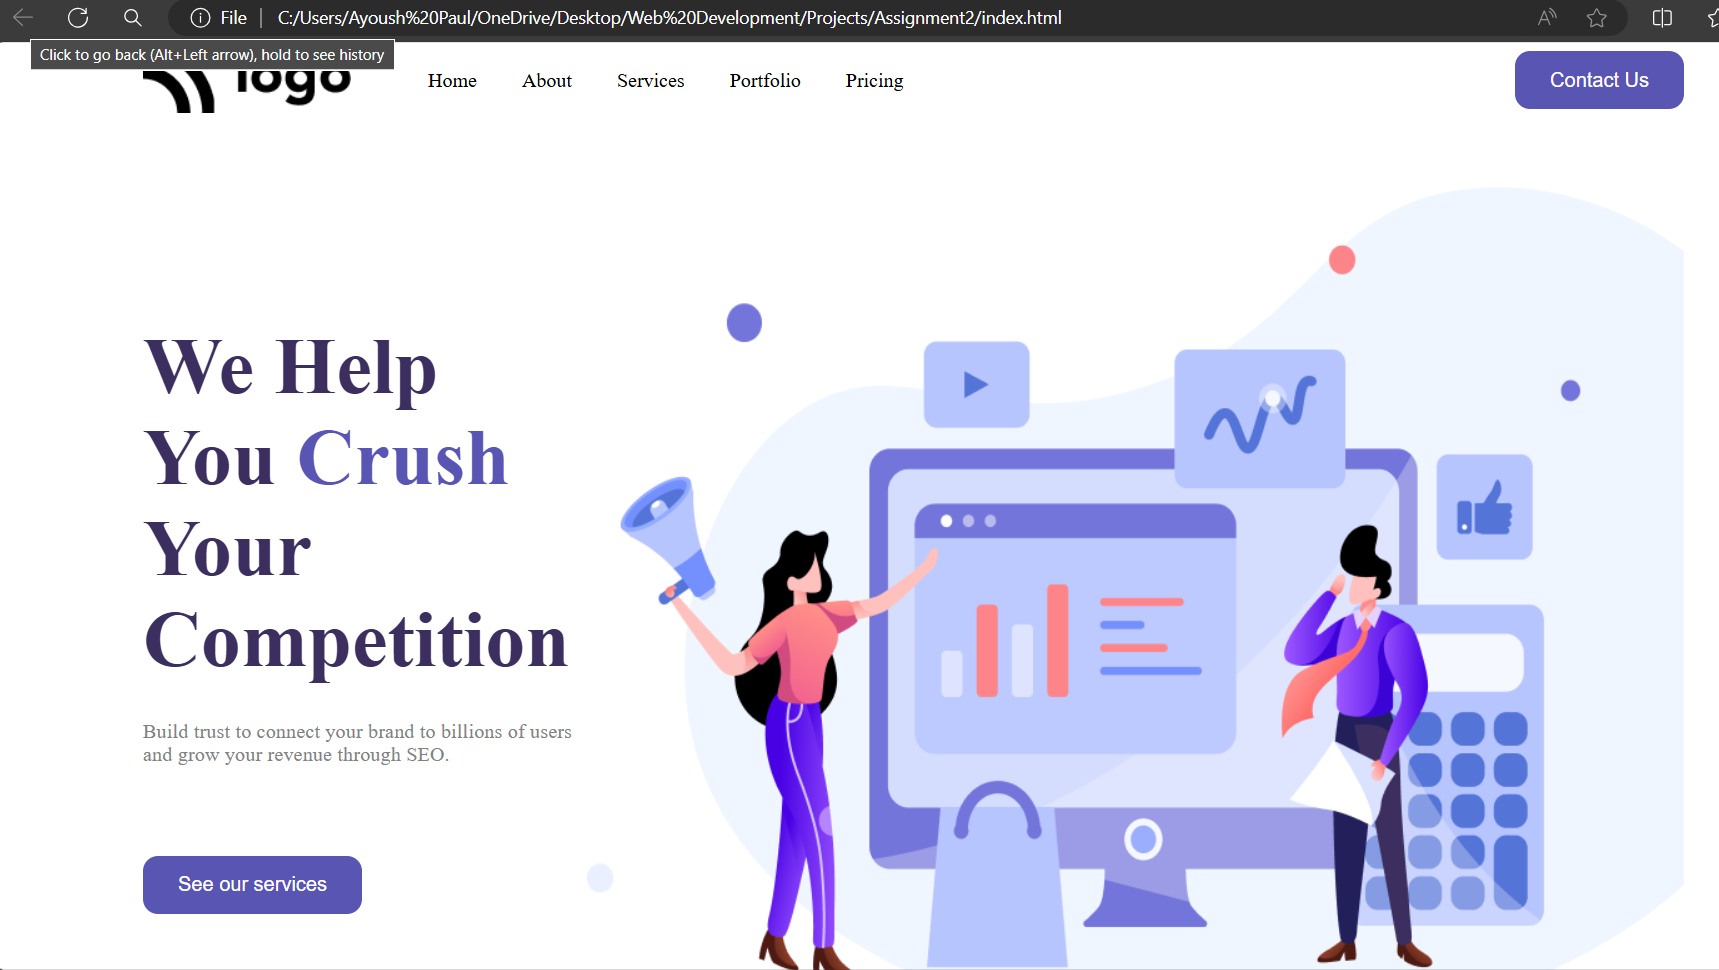 File | C:/Users/Ayoush%20Paul/OneDrive/Desktop/Web%20Development/Projects/Assignment2/index.html
Click to go back (Alt+Left arrow), hold to see history
logo Home About Services Portfolio Pricing Contact Us
We Help
You Crush
Your
Competition
Build trust to connect your brand to billions of users
and grow your revenue through SEO.
See our services